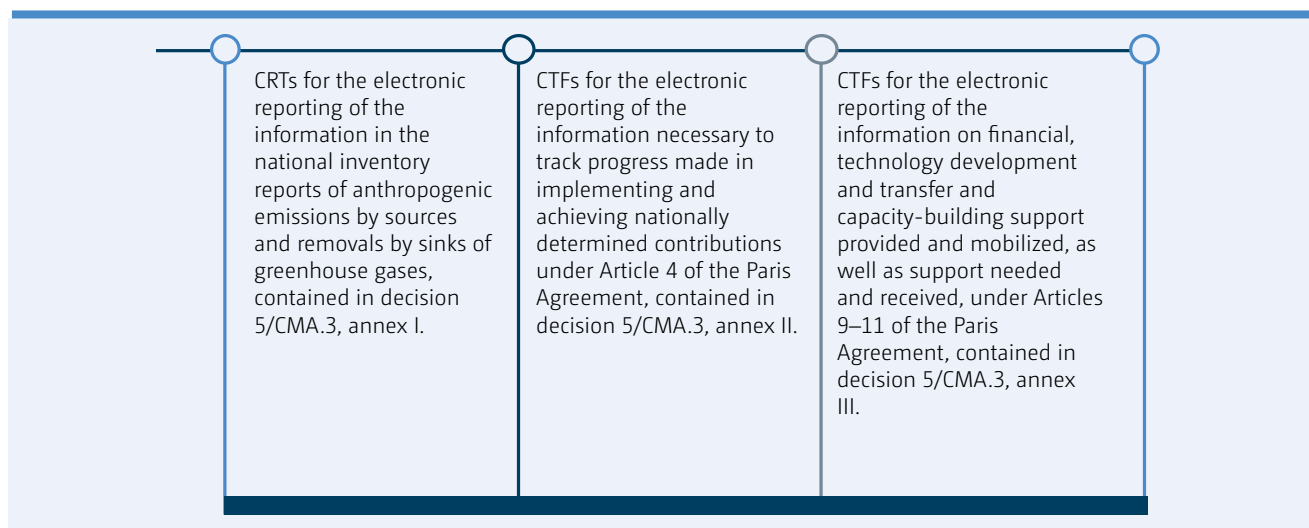 CRTs for the electronic
reporting of the
information in the
national inventory
reports of anthropogenic
emissions by sources
and removals by sinks of
greenhouse gases,
contained in decision
5/CMA.3, annex I.
CTFs for the electronic
reporting of the
information necessary to
track progress made in
implementing and
achieving nationally
determined contributions
under Article 4 of the Paris
Agreement, contained in
decision 5/CMA.3, annex II.
CTFs for the electronic
reporting of the
information on financial,
technology development
and transfer and
capacity-building support
provided and mobilized, as
well as support needed
and received, under Articles
9–11 of the Paris
Agreement, contained in
decision 5/CMA.3, annex
III.